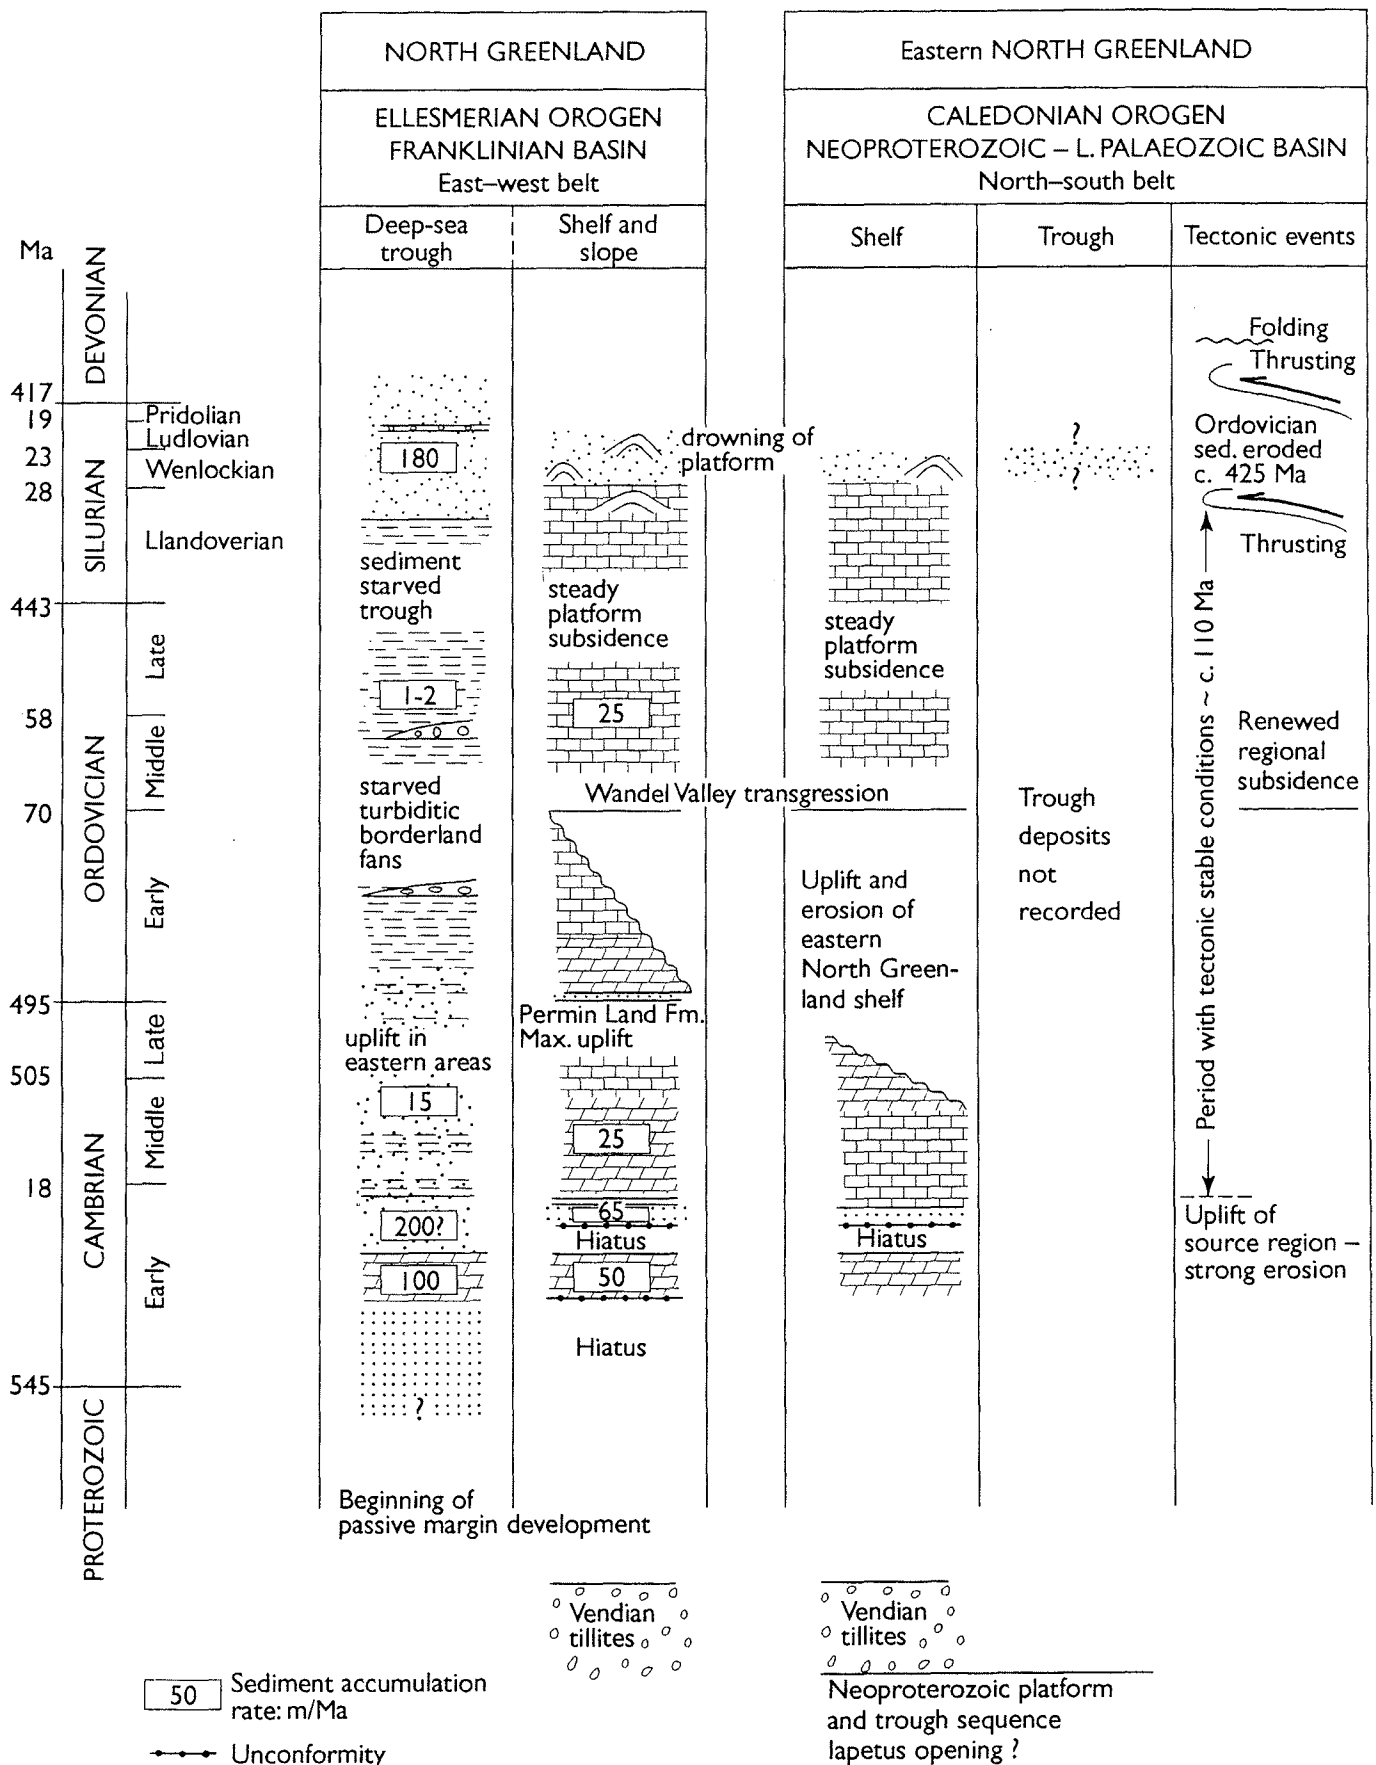 NORTH GREENLAND
ELLESMERIAN OROGEN
FRANKLINIAN BASIN
East–west belt
Deep-sea
trough
Shelf and
slope
Eastern NORTH GREENLAND
CALEDONIAN OROGEN
NEOPROTEROZOIC – L. PALAEOZOIC BASIN
North–south belt
Shelf
Trough
Tectonic events
Ma
417
19
23
28
443
58
70
495
505
18
545
DEVONIAN
SILURIAN
ORDOVICIAN
CAMBRIAN
PROTEROZOIC
Pridolian
Ludlovian
Wenlockian
Llandoverian
Late
Middle
Early
Late
Middle
Early
180
sediment
starved
trough
1-2
starved
turbiditic
borderland
fans
uplift in
eastern areas
15
200?
100
?
Beginning of
passive margin development
drowning of
platform
steady
platform
subsidence
25
Wandel Valley transgression
Permin Land Fm.
Max. uplift
25
65
Hiatus
50
Hiatus
Vendian
tillites
steady
platform
subsidence
Uplift and
erosion of
eastern
North Green-
land shelf
Hiatus
Vendian
tillites
Neoproterozoic platform
and trough sequence
Iapetus opening ?
?
?
Trough
deposits
not
recorded
Folding
Thrusting
Ordovician
sed. eroded
c. 425 Ma
Thrusting
Period with tectonic stable conditions ~ c. 110 Ma
Renewed
regional
subsidence
Uplift of
source region –
strong erosion
50
Sediment accumulation
rate: m/Ma
Unconformity